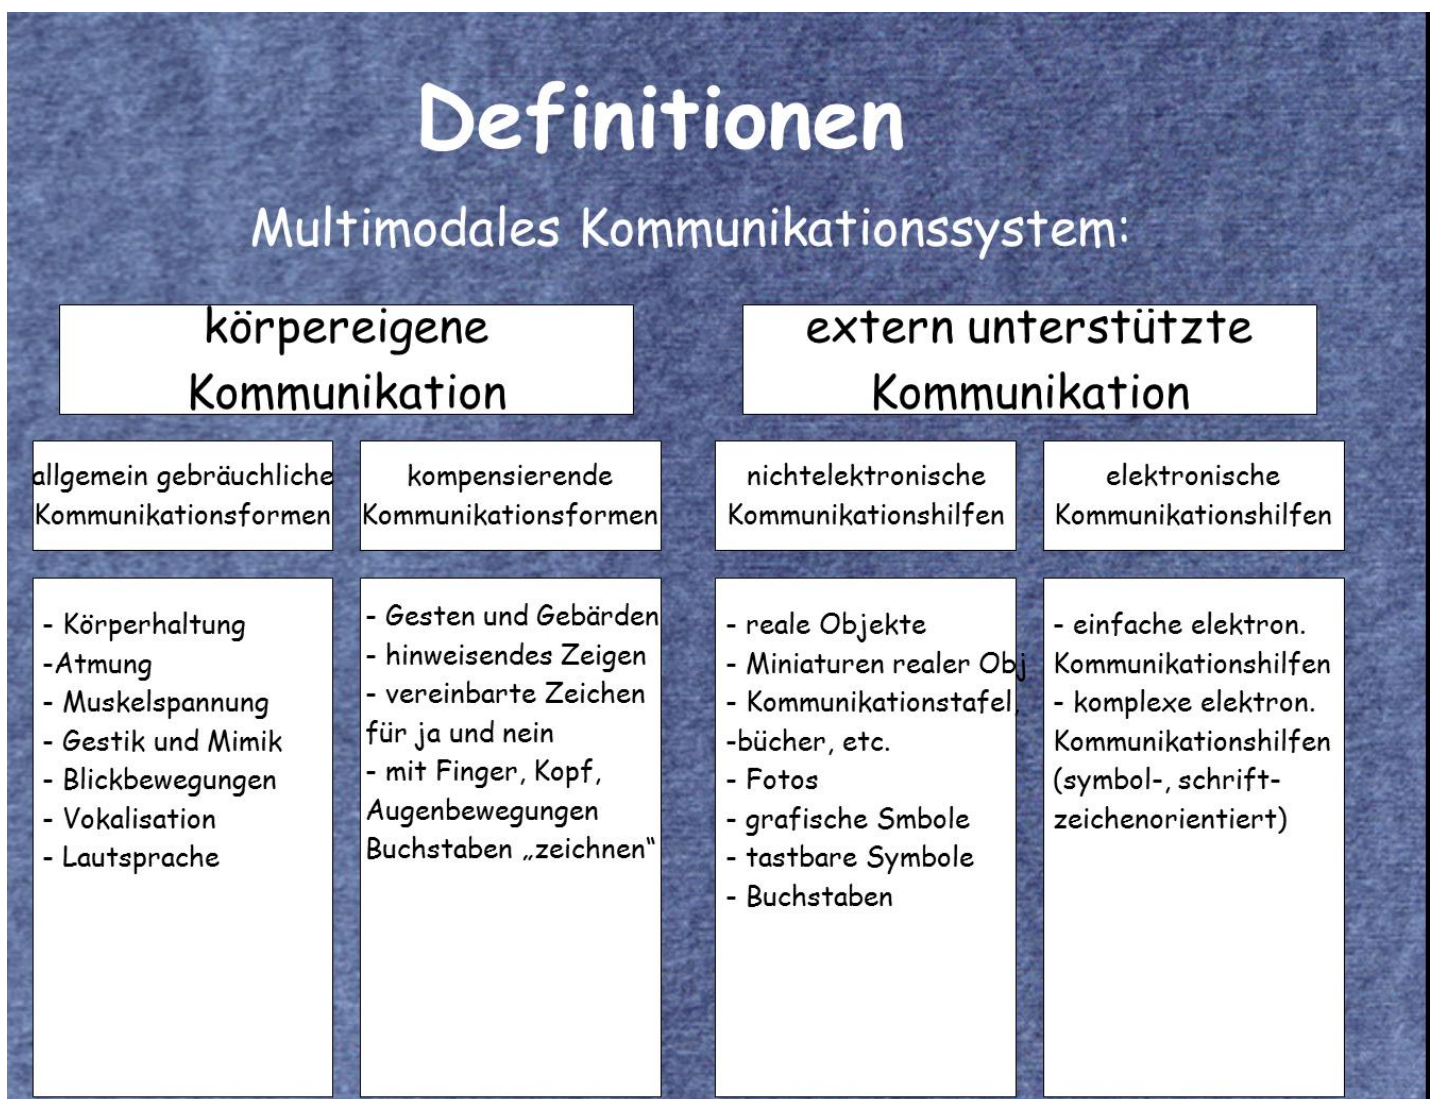 Definitionen
Multimodales Kommunikationssystem:
körpereigene
Kommunikation
extern unterstützte
Kommunikation
allgemein gebräuchliche
Kommunikationsformen
kompensierende
Kommunikationsformen
nichtelektronische
Kommunikationshilfen
elektronische
Kommunikationshilfen
- Körperhaltung
-Atmung
- Muskelspannung
- Gestik und Mimik
- Blickbewegungen
- Vokalisation
- Lautsprache
- Gesten und Gebärden
- hinweisendes Zeigen
- vereinbarte Zeichen
für ja und nein
- mit Finger, Kopf,
Augenbewegungen
Buchstaben „zeichnen“
- reale Objekte
- Miniaturen realer Obj
- Kommunikationstafel,
-bücher, etc.
- Fotos
- grafische Smbole
- tastbare Symbole
- Buchstaben
- einfache elektron.
Kommunikationshilfen
- komplexe elektron.
Kommunikationshilfen
(symbol-, schrift-
zeichenorientiert)